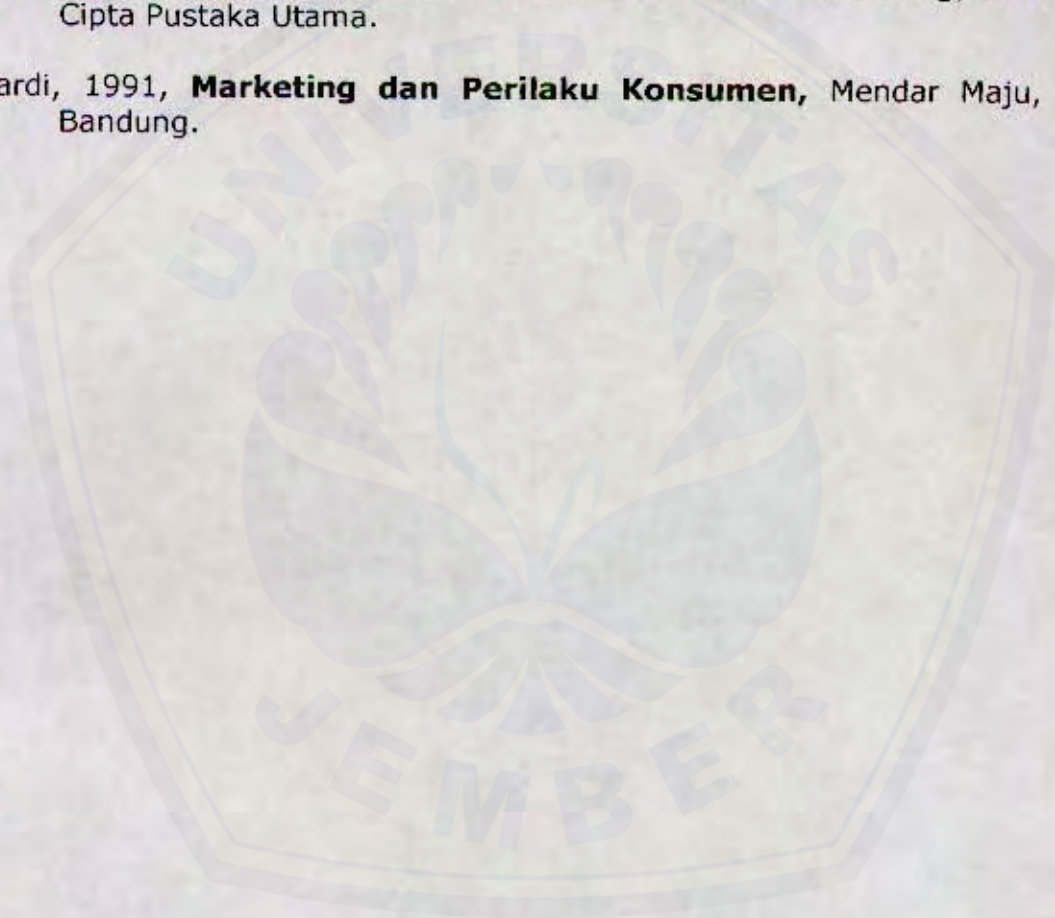 Cipta Pustaka Utama.
ardi, 1991, Marketing dan Perilaku Konsumen, Mendar Maju,
Bandung.
UNIVERSITAS
JEMBER